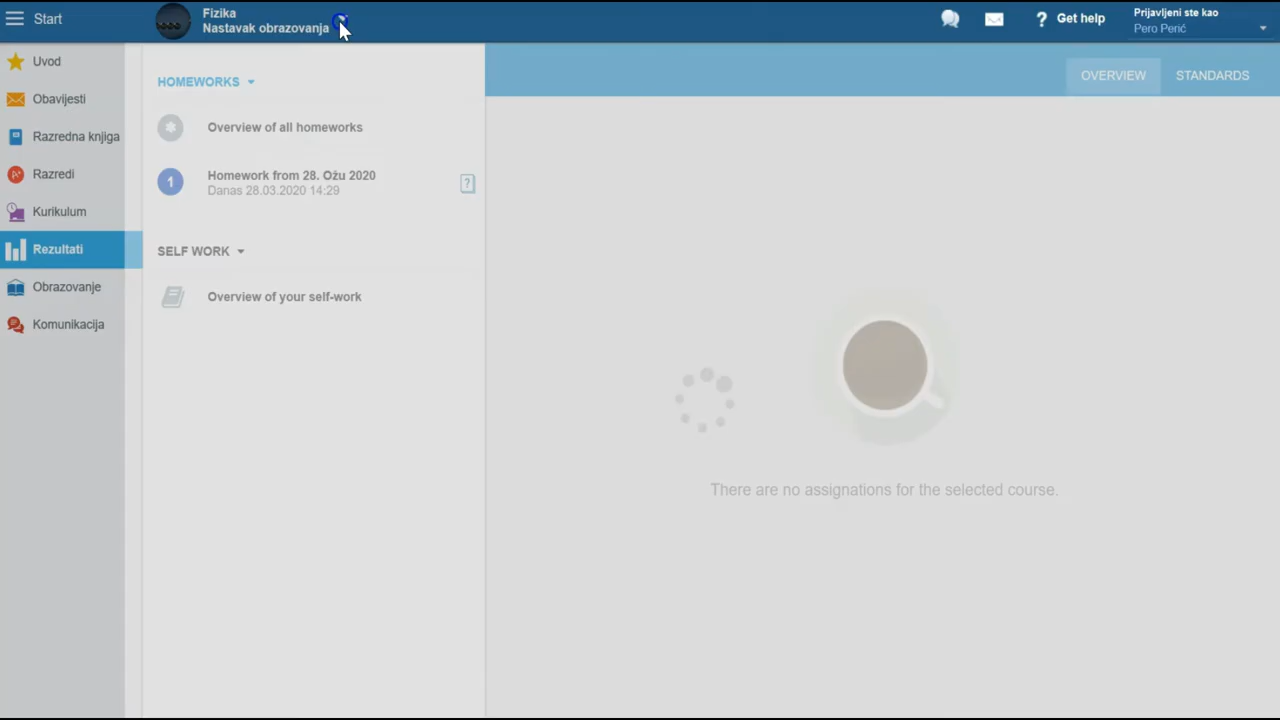 Start
Fizika
Nastavak obrazovanja
? Get help
Prijavljeni ste kao
Pero Perić
Uvod
Obavijesti
Razredna knjiga
Razredi
Kurikulum
Rezultati
Obrazovanje
Komunikacija
HOMEWORKS
Overview of all homeworks
1
Homework from 28. Ožu 2020
Danas 28.03.2020 14:29
?
SELF WORK
Overview of your self-work
OVERVIEW
STANDARDS
There are no assignations for the selected course.